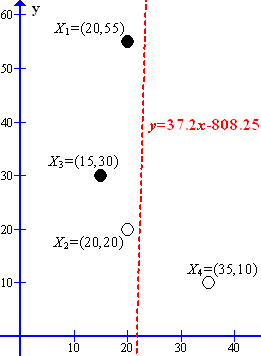 y
60
X1=(20,55)
50
40
y=37.2x-808.25
X3=(15,30)
30
20
X2=(20,20)
X4=(35,10)
10
10 20 30 40